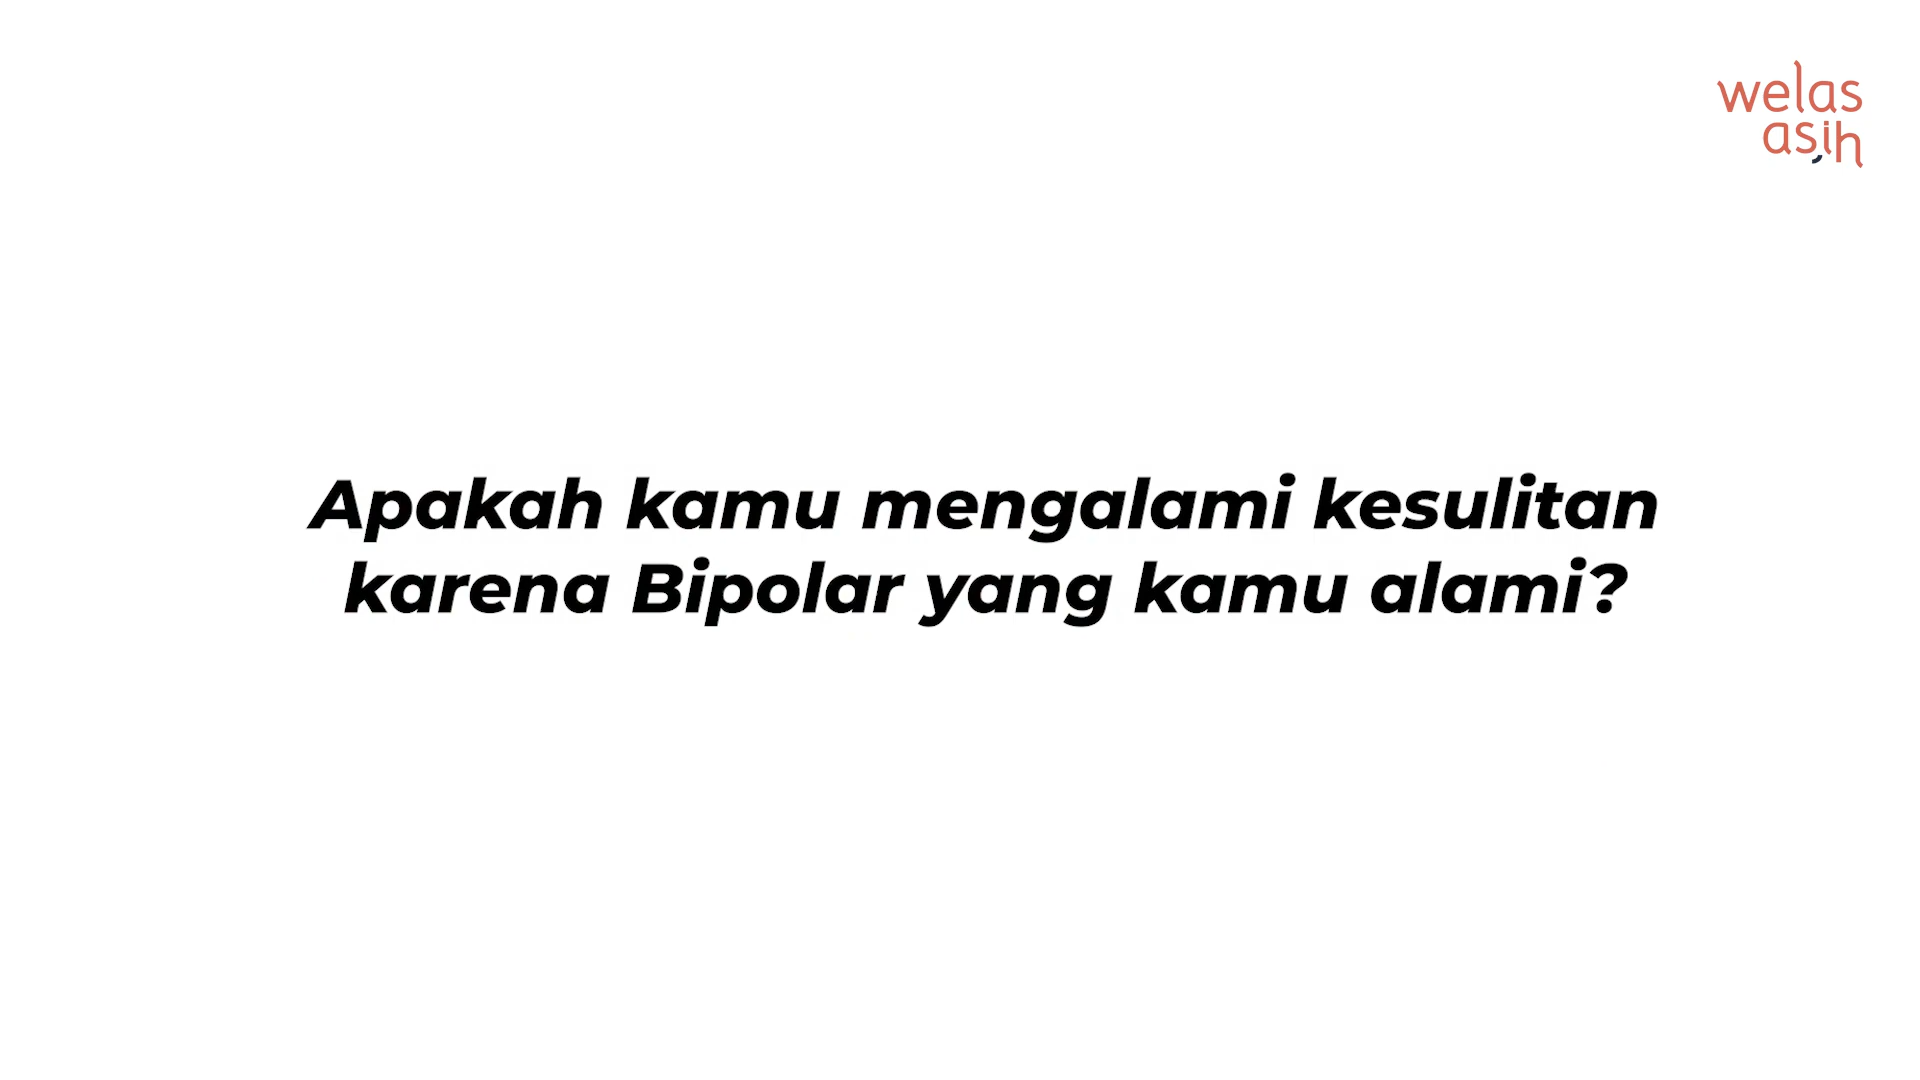 welas
asih
Apakah kamu mengalami kesulitan
karena Bipolar yang kamu alami?